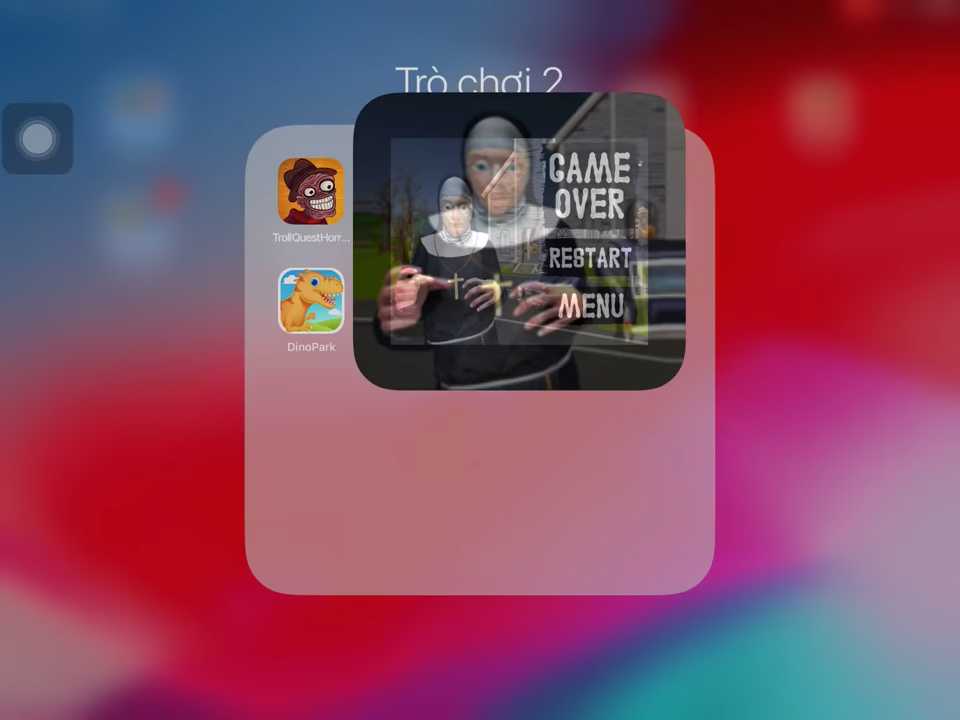 Trò chơi 2
TrollQuestHorr...
DinoPark
GAME
OVER
RESTART
MENU